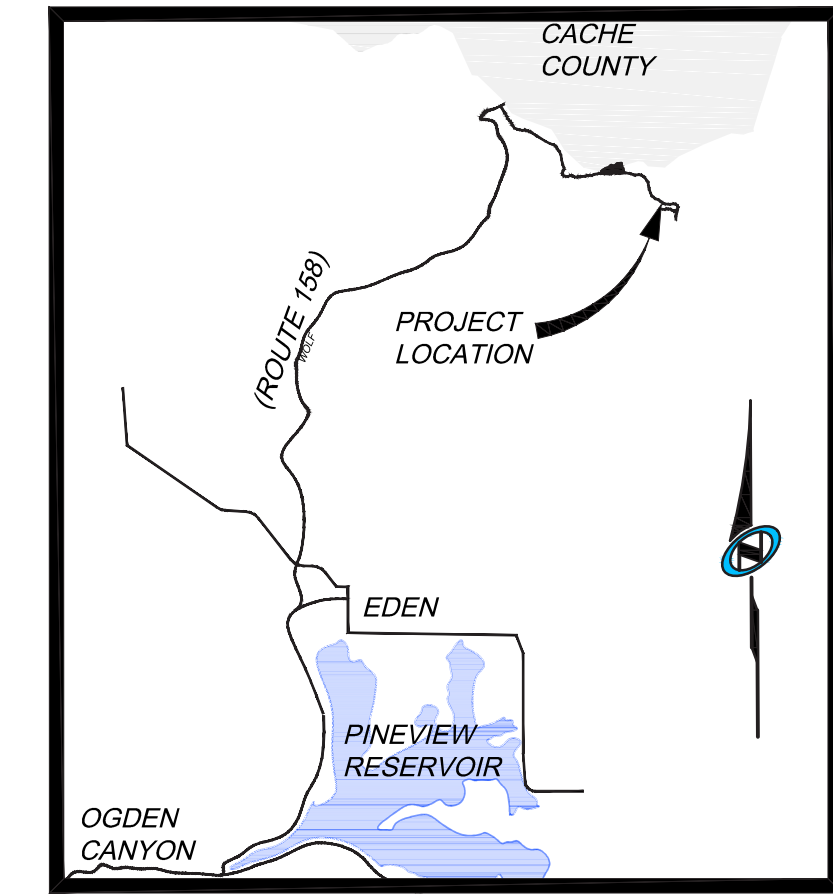 CACHE
COUNTY
(ROUTE 158)
WOLF
PROJECT
LOCATION
N
EDEN
PINEVIEW
RESERVOIR
OGDEN
CANYON